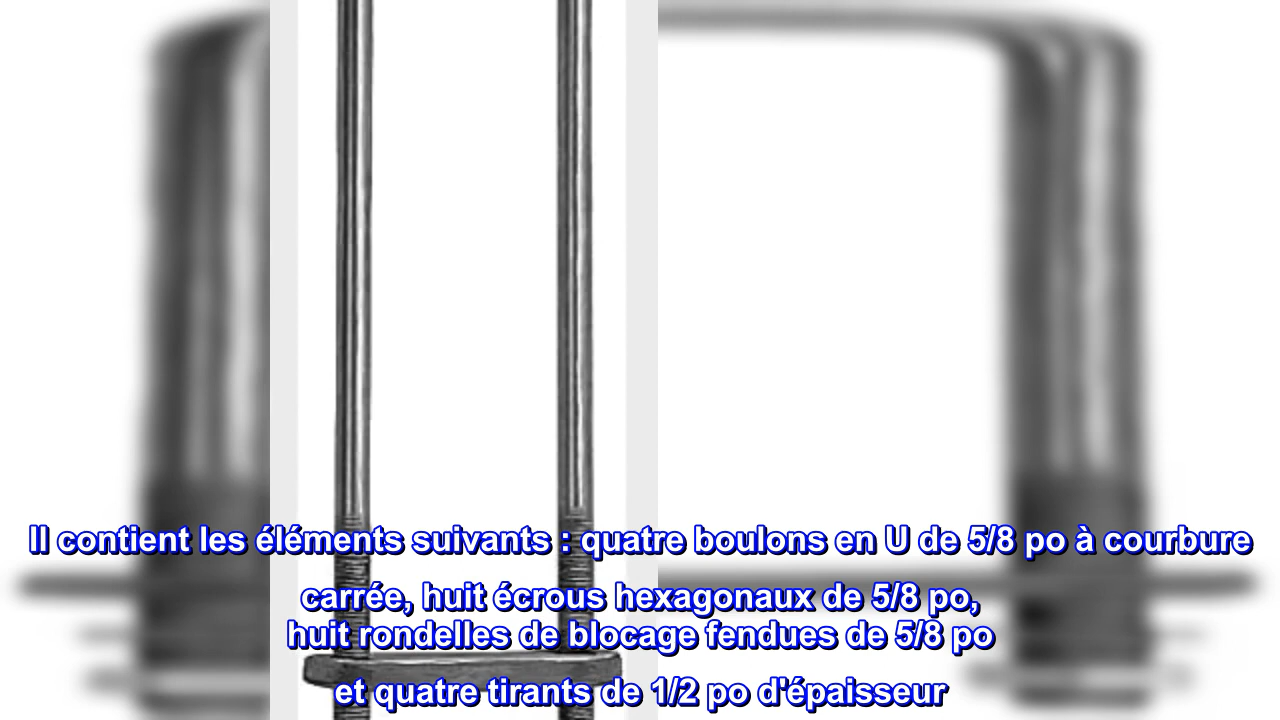 Il contient les éléments suivants : quatre boulons en U de 5/8 po à courbure
carrée, huit écrous hexagonaux de 5/8 po,
huit rondelles de blocage fendues de 5/8 po
et quatre tirants de 1/2 po d'épaisseur